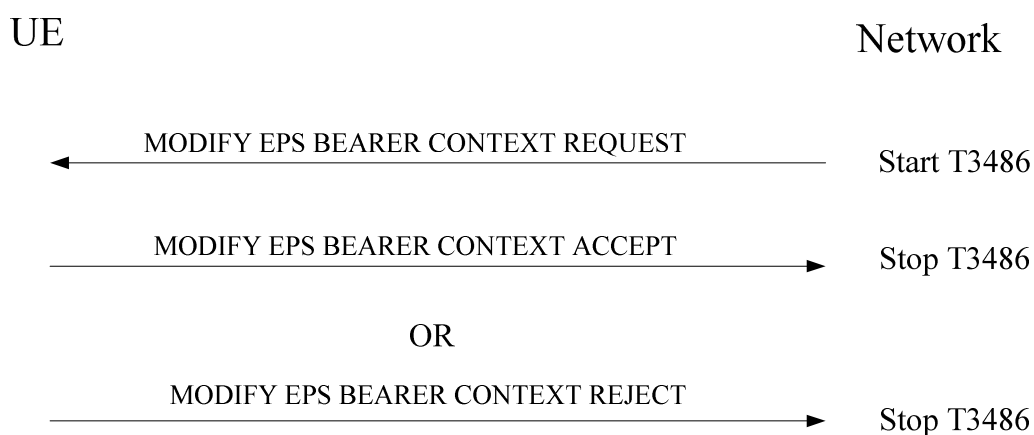 UE
Network
MODIFY EPS BEARER CONTEXT REQUEST
Start T3486
MODIFY EPS BEARER CONTEXT ACCEPT
Stop T3486
OR
MODIFY EPS BEARER CONTEXT REJECT
Stop T3486